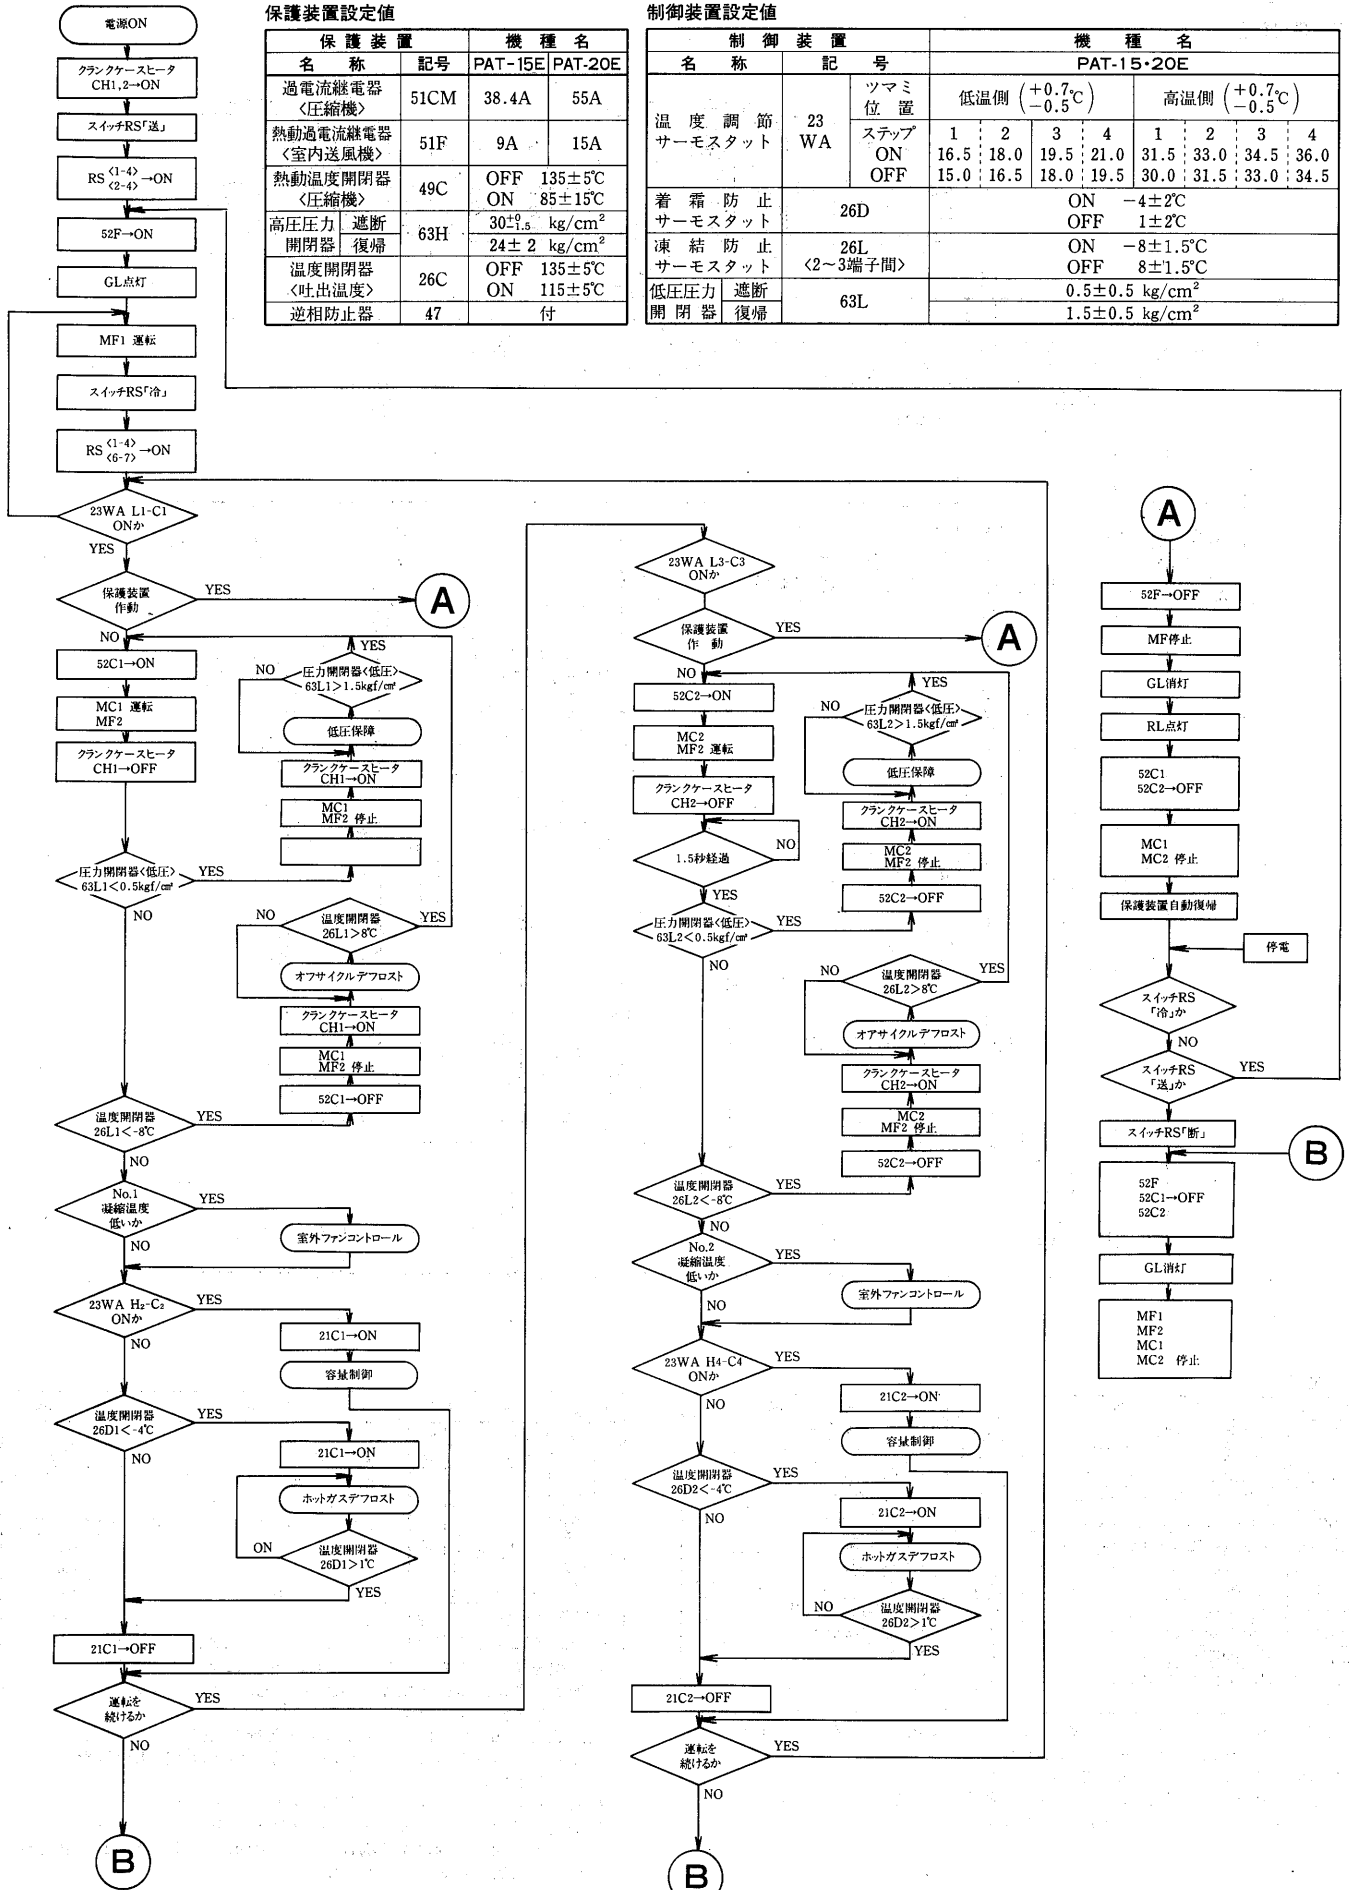 保護装置設定値
保護装置 機種名
名称 記号 PAT-15E PAT-20E
過電流継電器
〈圧縮機〉 51CM 38.4A 55A
熱動過電流継電器
〈室内送風機〉 51F 9A 15A
熱動温度開閉器
〈圧縮機〉 49C OFF 135±5℃
ON 85±15℃
高圧圧力開閉器 遮断 63H 30±⁰₁.₅ kg/cm²
復帰 24±2 kg/cm²
温度開閉器
〈吐出温度〉 26C OFF 135±5℃
ON 115±5℃
逆相防止器 47 付
制御装置設定値
制御装置 機種名
名称 記号 PAT-15・20E
温度調節
サーモスタット 23
WA ツマミ
位置 低温側 (+0.7 -0.5℃) 高温側 (+0.7 -0.5℃)
ステップ 1 2 3 4 1 2 3 4
ON 16.5 18.0 19.5 21.0 31.5 33.0 34.5 36.0
OFF 15.0 16.5 18.0 19.5 30.0 31.5 33.0 34.5
着霜防止
サーモスタット 26D ON -4±2℃
OFF 1±2℃
凍結防止
サーモスタット 26L
〈2~3端子間〉 ON -8±1.5℃
OFF 8±1.5℃
低圧圧力
開閉器 遮断 63L 0.5±0.5 kg/cm²
復帰 1.5±0.5 kg/cm²
電源ON
クランクケースヒータ
CH1,2→ON
スイッチRS「送」
RS〈1-4〉〈2-4〉→ON
52F→ON
GL点灯
MF1 運転
スイッチRS「冷」
RS〈1-4〉〈6-7〉→ON
23WA L1-C1
ONか
YES
保護装置
作動
YES
A
NO
52C1→ON
MC1 運転
MF2
クランクケースヒータ
CH1→OFF
圧力開閉器<低圧>
63L1<0.5kgf/cm²
YES
NO
YES
NO
圧力開閉器<低圧>
63L1>1.5kgf/cm²
低圧保障
クランクケースヒータ
CH1→ON
MC1
MF2 停止
NO
温度開閉器
26L1>8℃
YES
オフサイクルデフロスト
クランクケースヒータ
CH1→ON
MC1
MF2 停止
52C1→OFF
温度開閉器
26L1<-8℃
YES
NO
No.1
凝縮温度
低いか
YES
室外ファンコントロール
NO
23WA H₂-C₂
ONか
YES
21C1→ON
容量制御
NO
温度開閉器
26D1<-4℃
YES
21C1→ON
NO
ホットガスデフロスト
ON
温度開閉器
26D1>1℃
YES
21C1→OFF
運転を
続けるか
YES
NO
B
23WA L3-C3
ONか
保護装置
作動
YES
A
NO
52C2→ON
MC2
MF2 運転
クランクケースヒータ
CH2→OFF
1.5秒経過
NO
YES
圧力開閉器<低圧>
63L2<0.5kgf/cm²
YES
NO
YES
NO
圧力開閉器<低圧>
63L2>1.5kgf/cm²
低圧保障
クランクケースヒータ
CH2→ON
MC2
MF2 停止
52C2→OFF
NO
温度開閉器
26L2>8℃
YES
オアサイクルデフロスト
クランクケースヒータ
CH2→ON
MC2
MF2 停止
52C2→OFF
温度開閉器
26L2<-8℃
YES
NO
No.2
凝縮温度
低いか
YES
室外ファンコントロール
NO
23WA H4-C4
ONか
YES
21C2→ON
容量制御
NO
温度開閉器
26D2<-4℃
YES
21C2→ON
NO
ホットガスデフロスト
NO
温度開閉器
26D2>1℃
YES
21C2→OFF
運転を
続けるか
YES
NO
B
A
52F→OFF
MF停止
GL消灯
RL点灯
52C1
52C2→OFF
MC1
MC2 停止
保護装置自動復帰
停電
スイッチRS
「冷」か
NO
スイッチRS
「送」か
YES
スイッチRS「断」
B
52F
52C1→OFF
52C2
GL消灯
MF1
MF2
MC1
MC2 停止